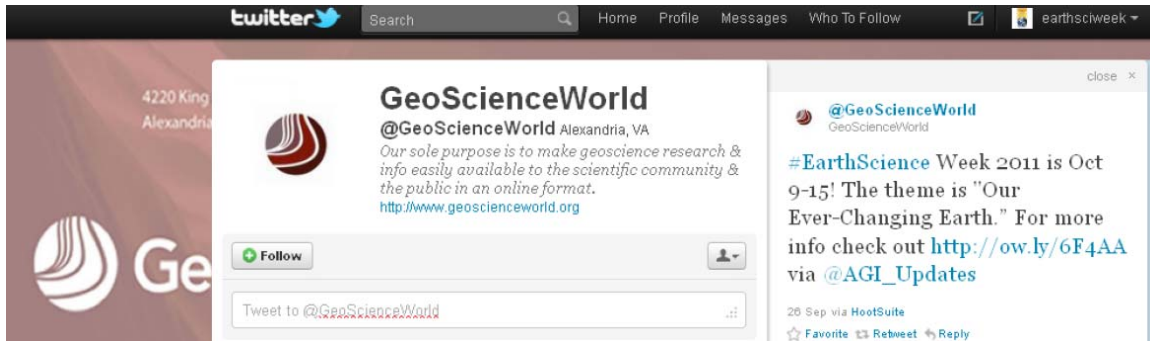 twitter Search Home Profile Messages Who To Follow earthsciweek
4220 King
Alexandria
Ge
GeoScienceWorld
@GeoScienceWorld Alexandria, VA
Our sole purpose is to make geoscience research &
info easily available to the scientific community &
the public in an online format.
http://www.geoscienceworld.org
Follow
Tweet to @GeoScienceWorld
close ×
@GeoScienceWorld
GeoScienceWorld
#EarthScience Week 2011 is Oct
9-15! The theme is "Our
Ever-Changing Earth." For more
info check out http://ow.ly/6F4AA
via @AGI_Updates
26 Sep via HootSuite
Favorite Retweet Reply